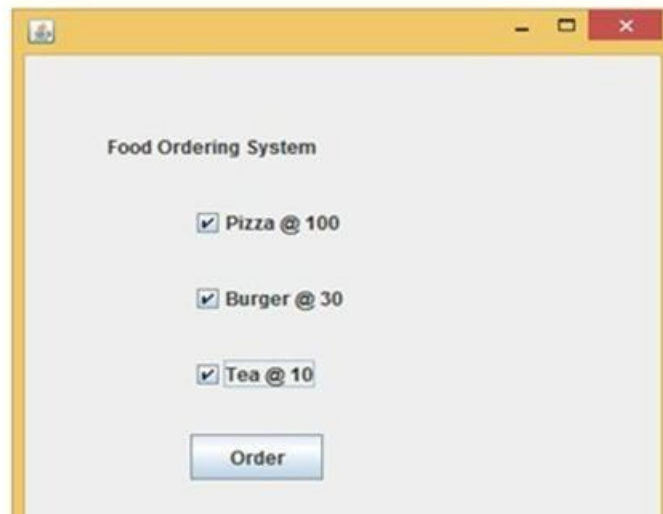 Food Ordering System
Pizza @ 100
Burger @ 30
Tea @ 10
Order